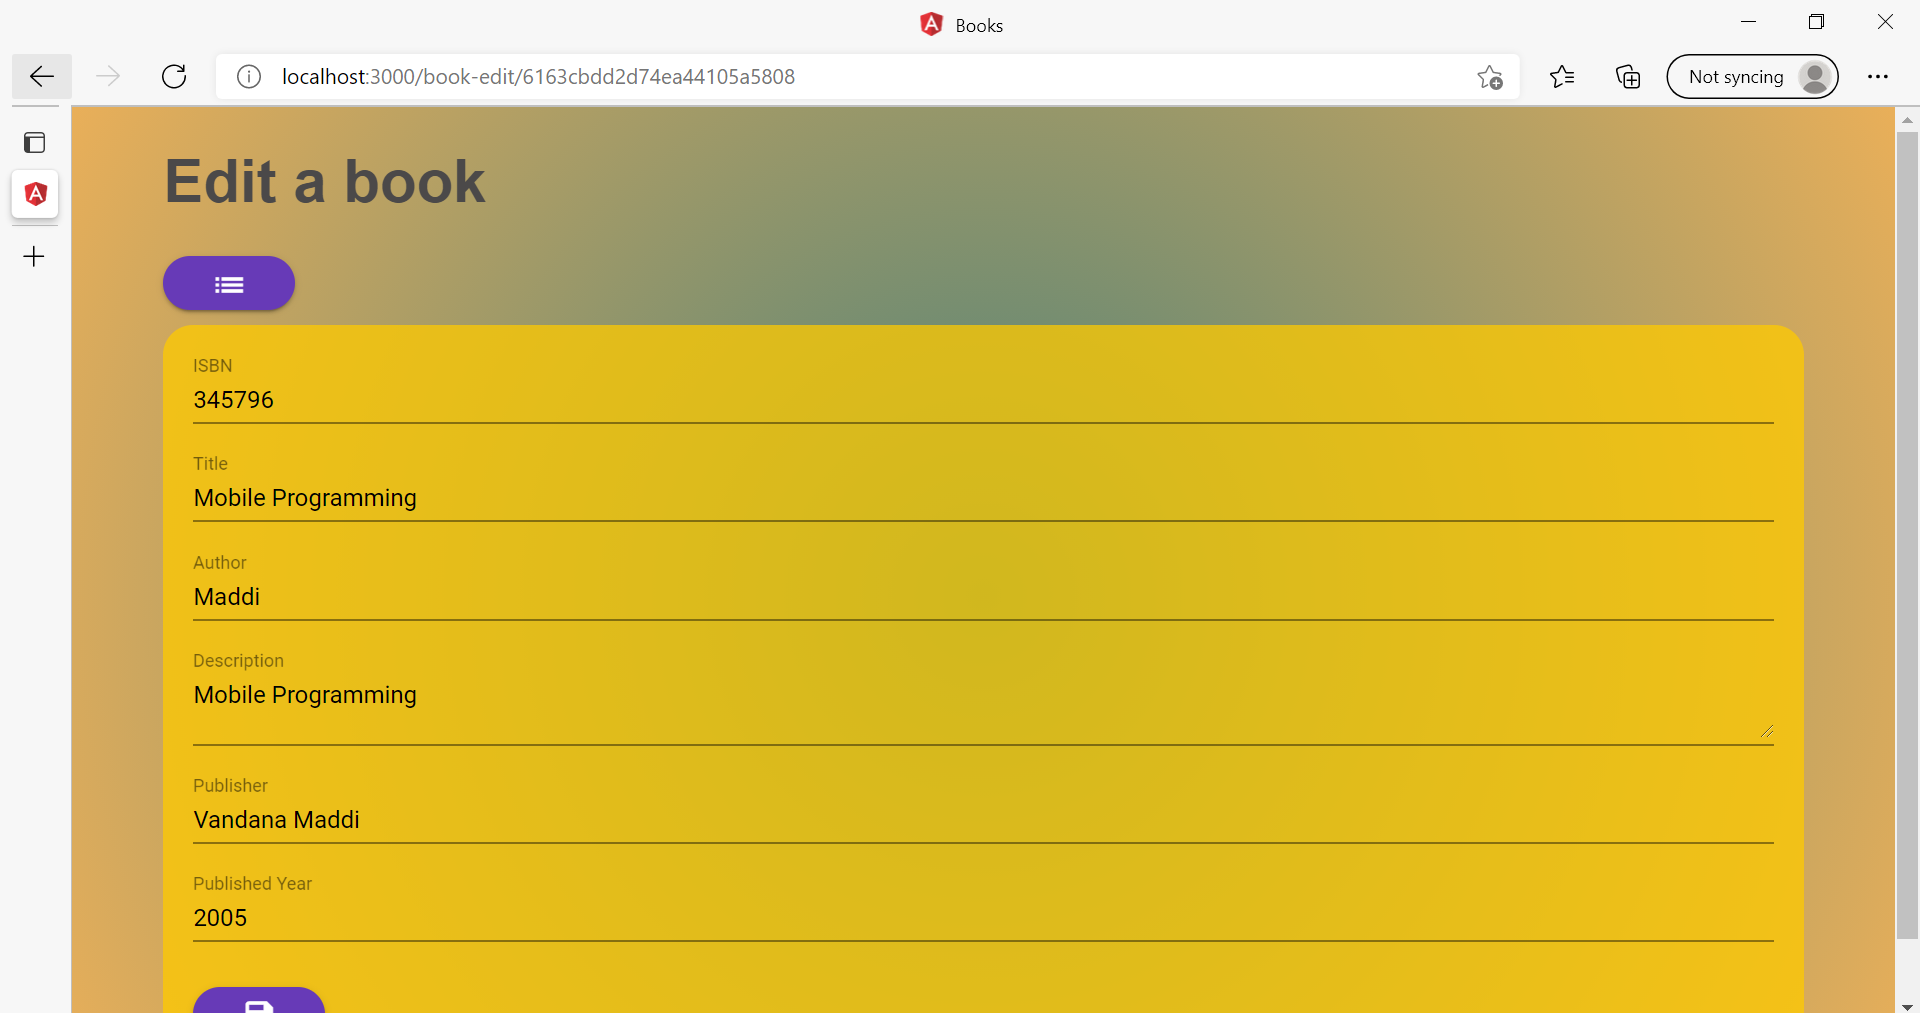 Books
localhost:3000/book-edit/6163cbdd2d74ea44105a5808
Not syncing
Edit a book
ISBN
345796
Title
Mobile Programming
Author
Maddi
Description
Mobile Programming
Publisher
Vandana Maddi
Published Year
2005